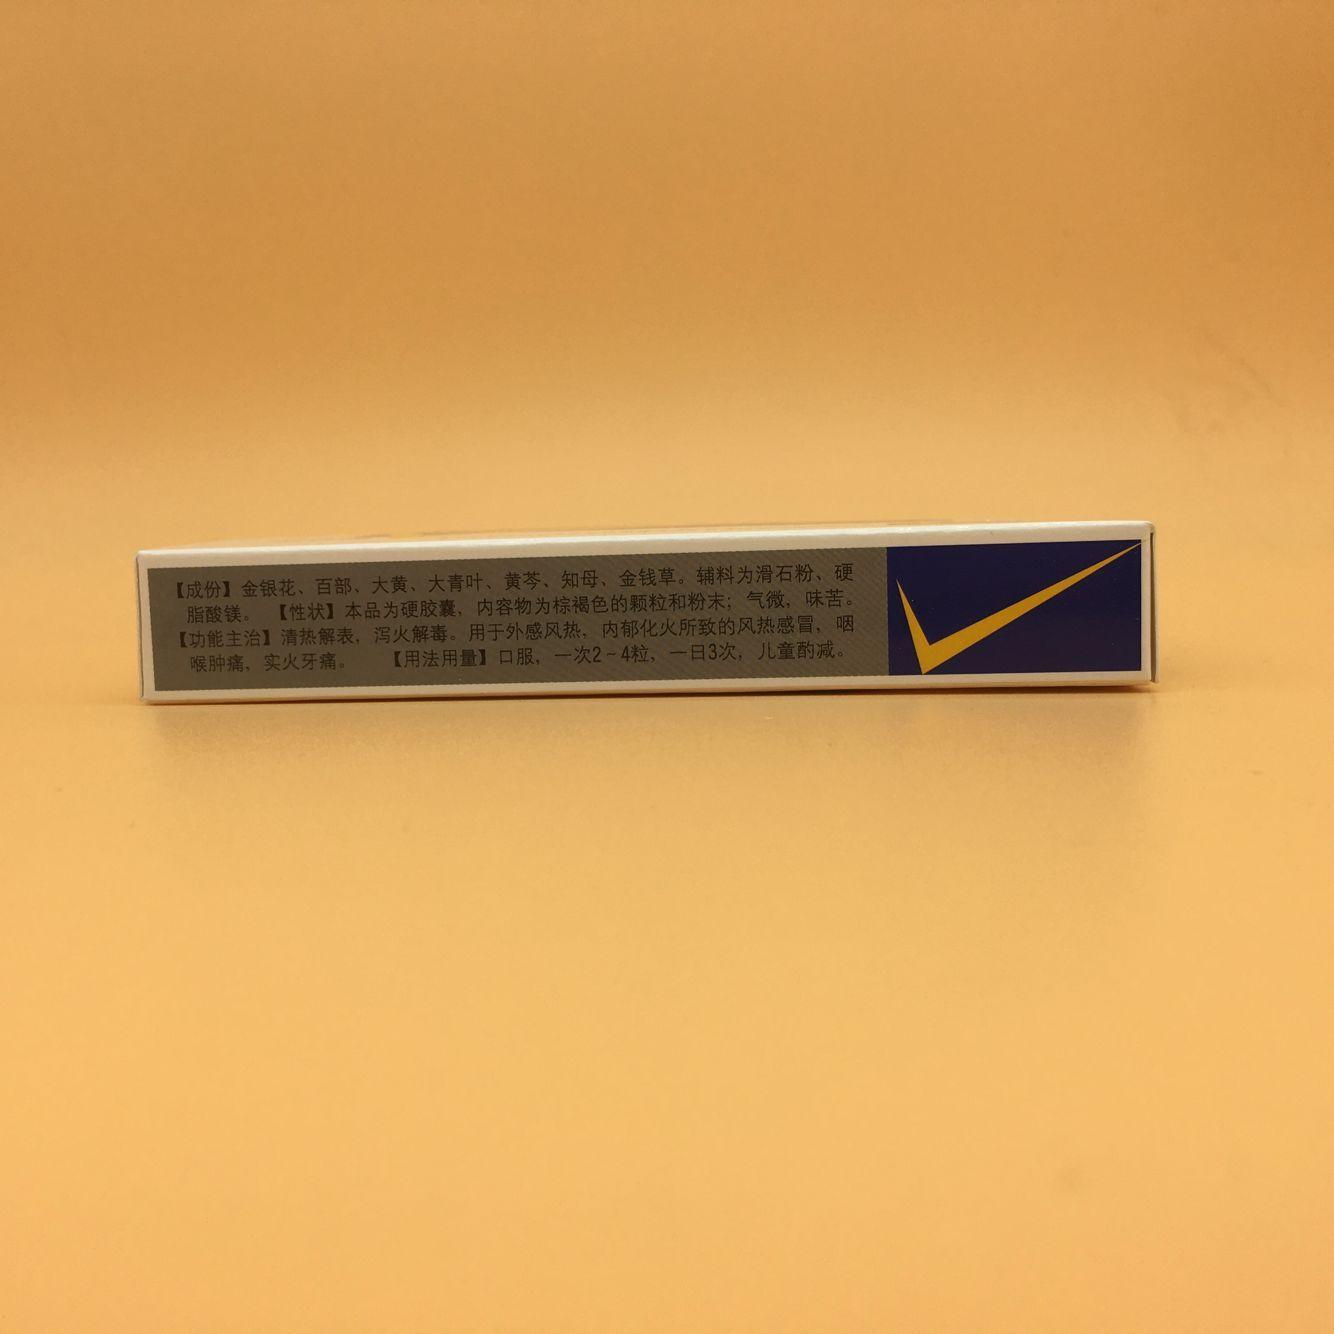 【成份】金银花、百部、大黄、大青叶、黄芩、知母、金钱草。辅料为滑石粉、硬
脂酸镁。 【性状】本品为硬胶囊，内容物为棕褐色的颗粒和粉末；气微，味苦。
【功能主治】清热解表，泻火解毒。用于外感风热，内郁化火所致的风热感冒，咽
喉肿痛，实火牙痛。 【用法用量】口服，一次2～4粒，一日3次，儿童酌减。